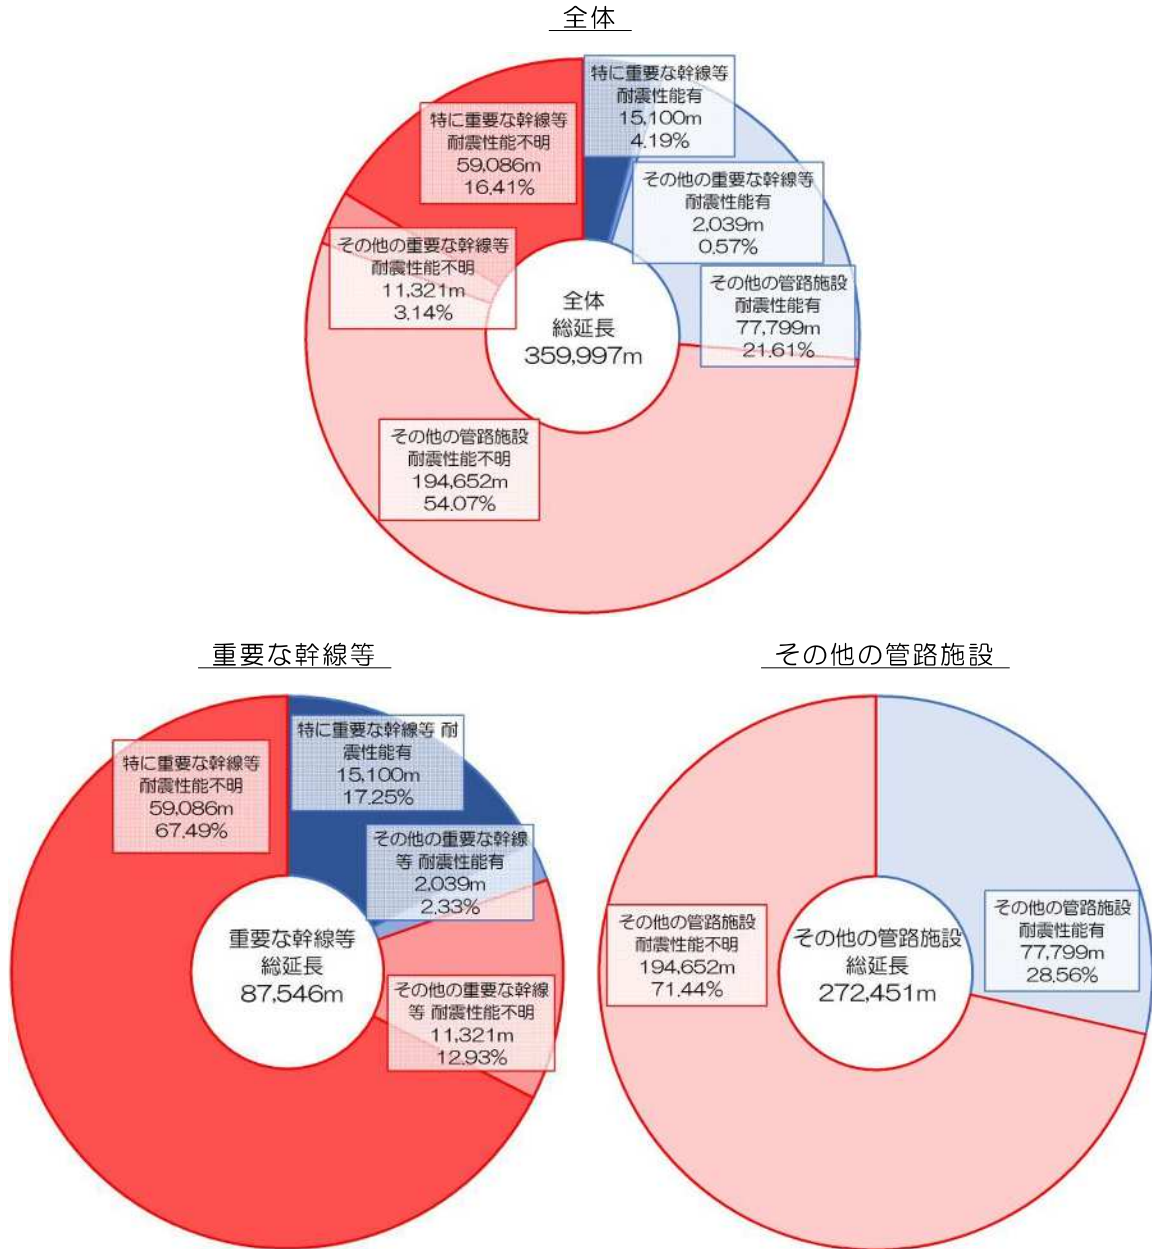 全体
特に重要な幹線等
耐震性能有
15,100m
4.19%
特に重要な幹線等
耐震性能不明
59,086m
16.41%
その他の重要な幹線等
耐震性能有
2,039m
0.57%
その他の重要な幹線等
耐震性能不明
11,321m
3.14%
その他の管路施設
耐震性能有
77,799m
21.61%
全体
総延長
359,997m
その他の管路施設
耐震性能不明
194,652m
54.07%
重要な幹線等
特に重要な幹線等 耐
震性能有
15,100m
17.25%
特に重要な幹線等
耐震性能不明
59,086m
67.49%
その他の重要な幹線
等 耐震性能有
2,039m
2.33%
重要な幹線等
総延長
87,546m
その他の重要な幹線
等 耐震性能不明
11,321m
12.93%
その他の管路施設
その他の管路施設
耐震性能有
77,799m
28.56%
その他の管路施設
耐震性能不明
194,652m
71.44%
その他の管路施設
総延長
272,451m